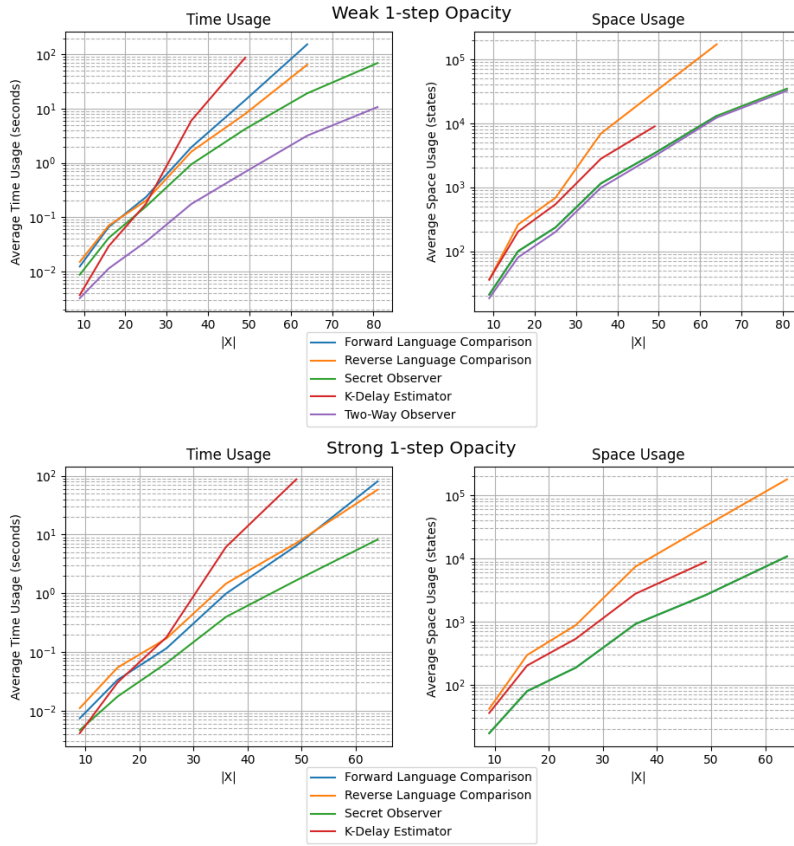 Weak 1-step Opacity
Time Usage
Space Usage
Average Time Usage (seconds)
10²
10¹
10⁰
10⁻¹
10⁻²
10 20 30 40 50 60 70 80
|X|
Average Space Usage (states)
10⁵
10⁴
10³
10²
10 20 30 40 50 60 70 80
|X|
Forward Language Comparison
Reverse Language Comparison
Secret Observer
K-Delay Estimator
Two-Way Observer
Strong 1-step Opacity
Time Usage
Space Usage
Average Time Usage (seconds)
10²
10¹
10⁰
10⁻¹
10⁻²
10 20 30 40 50 60
|X|
Average Space Usage (states)
10⁵
10⁴
10³
10²
10 20 30 40 50 60
|X|
Forward Language Comparison
Reverse Language Comparison
Secret Observer
K-Delay Estimator